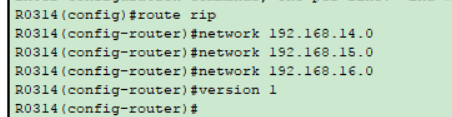 R0314(config)#route rip
R0314(config-router)#network 192.168.14.0
R0314(config-router)#network 192.168.15.0
R0314(config-router)#network 192.168.16.0
R0314(config-router)#version 1
R0314(config-router)#